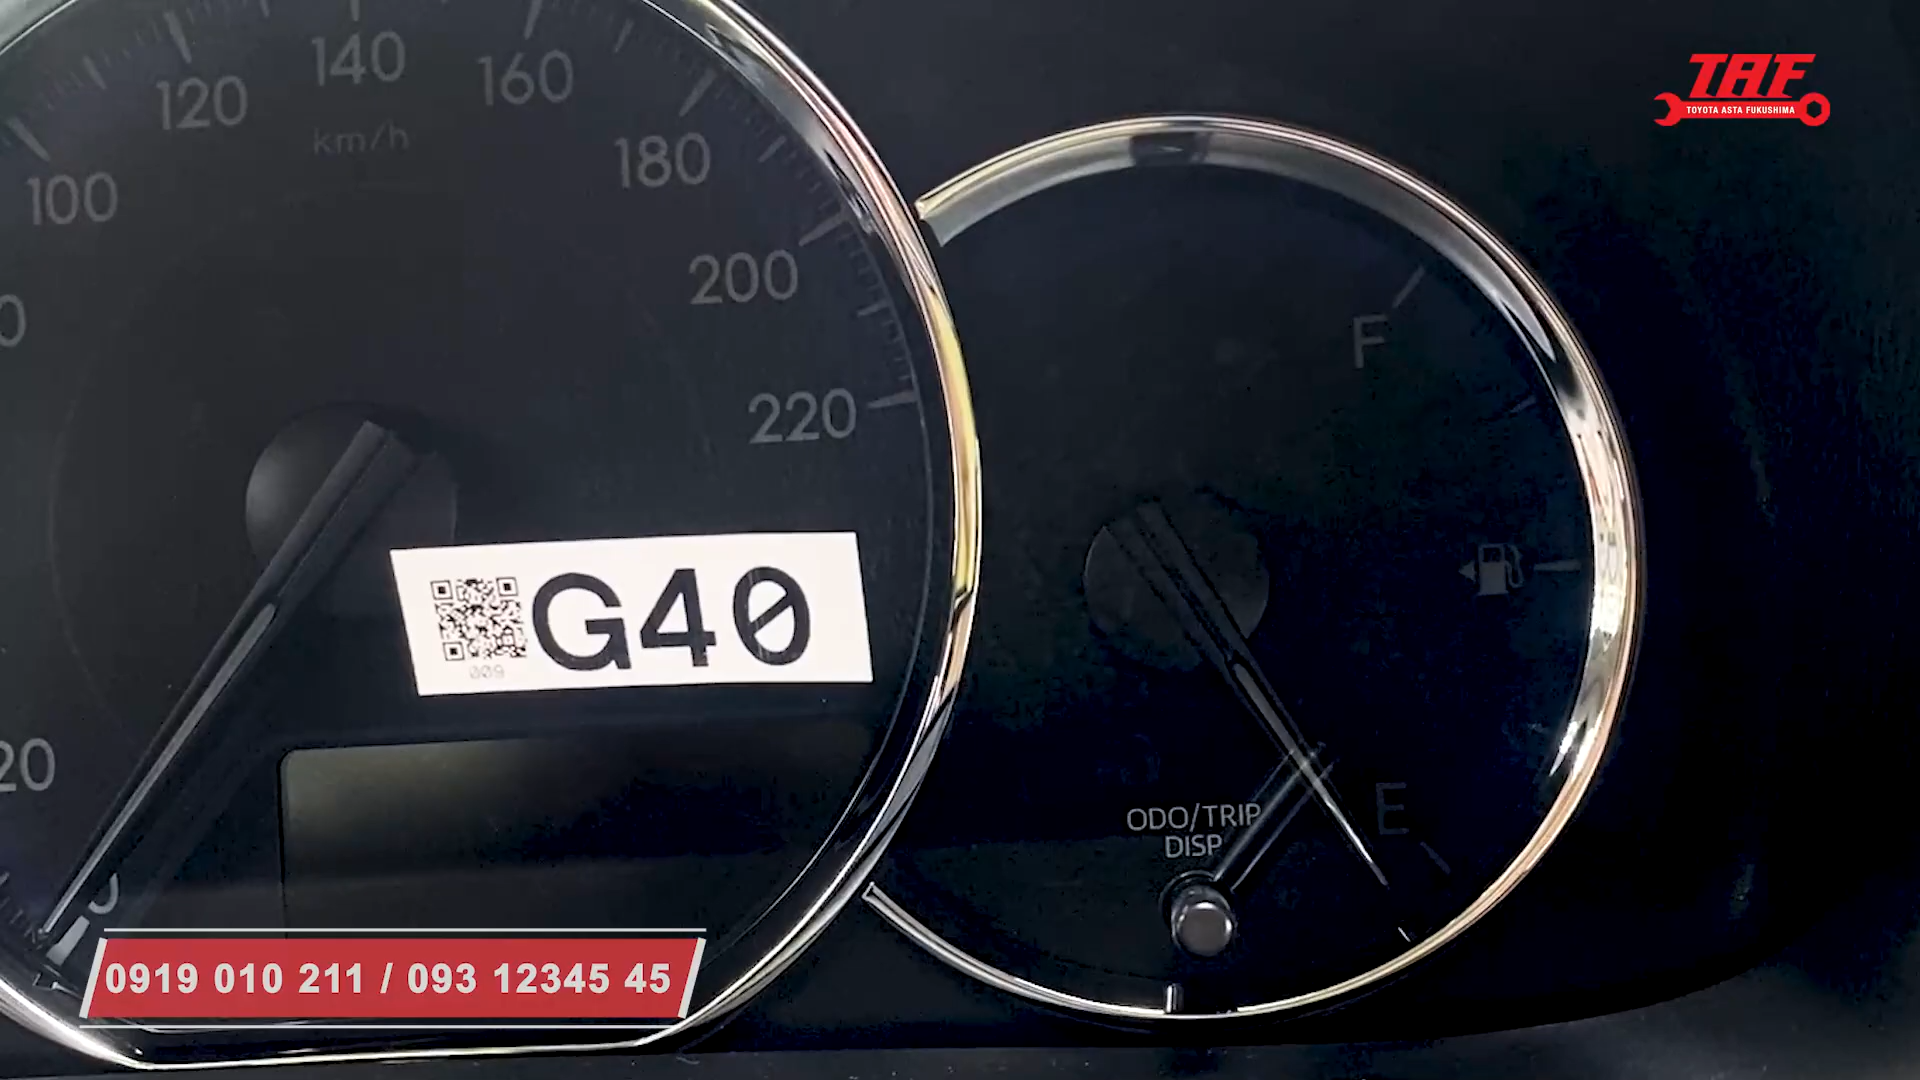 TAF
TOYOTA ASTA FUKUSHIMA
120
140
160
km/h
100
180
200
220
F
G40
009
20
E
ODO/TRIP
DISP
0919 010 211 / 093 12345 45